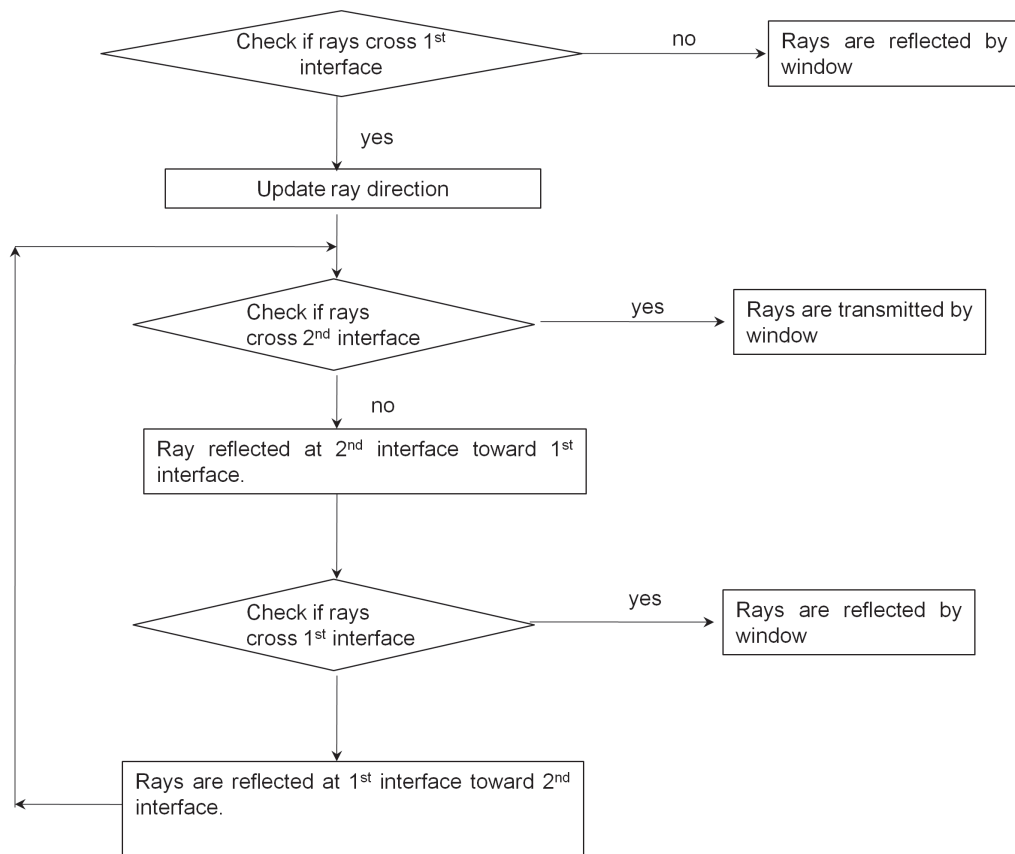 Check if rays cross 1st
interface
no
Rays are reflected by
window
yes
Update ray direction
Check if rays
cross 2nd interface
yes
Rays are transmitted by
window
no
Ray reflected at 2nd interface toward 1st
interface.
Check if rays
cross 1st interface
yes
Rays are reflected by
window
Rays are reflected at 1st interface toward 2nd
interface.